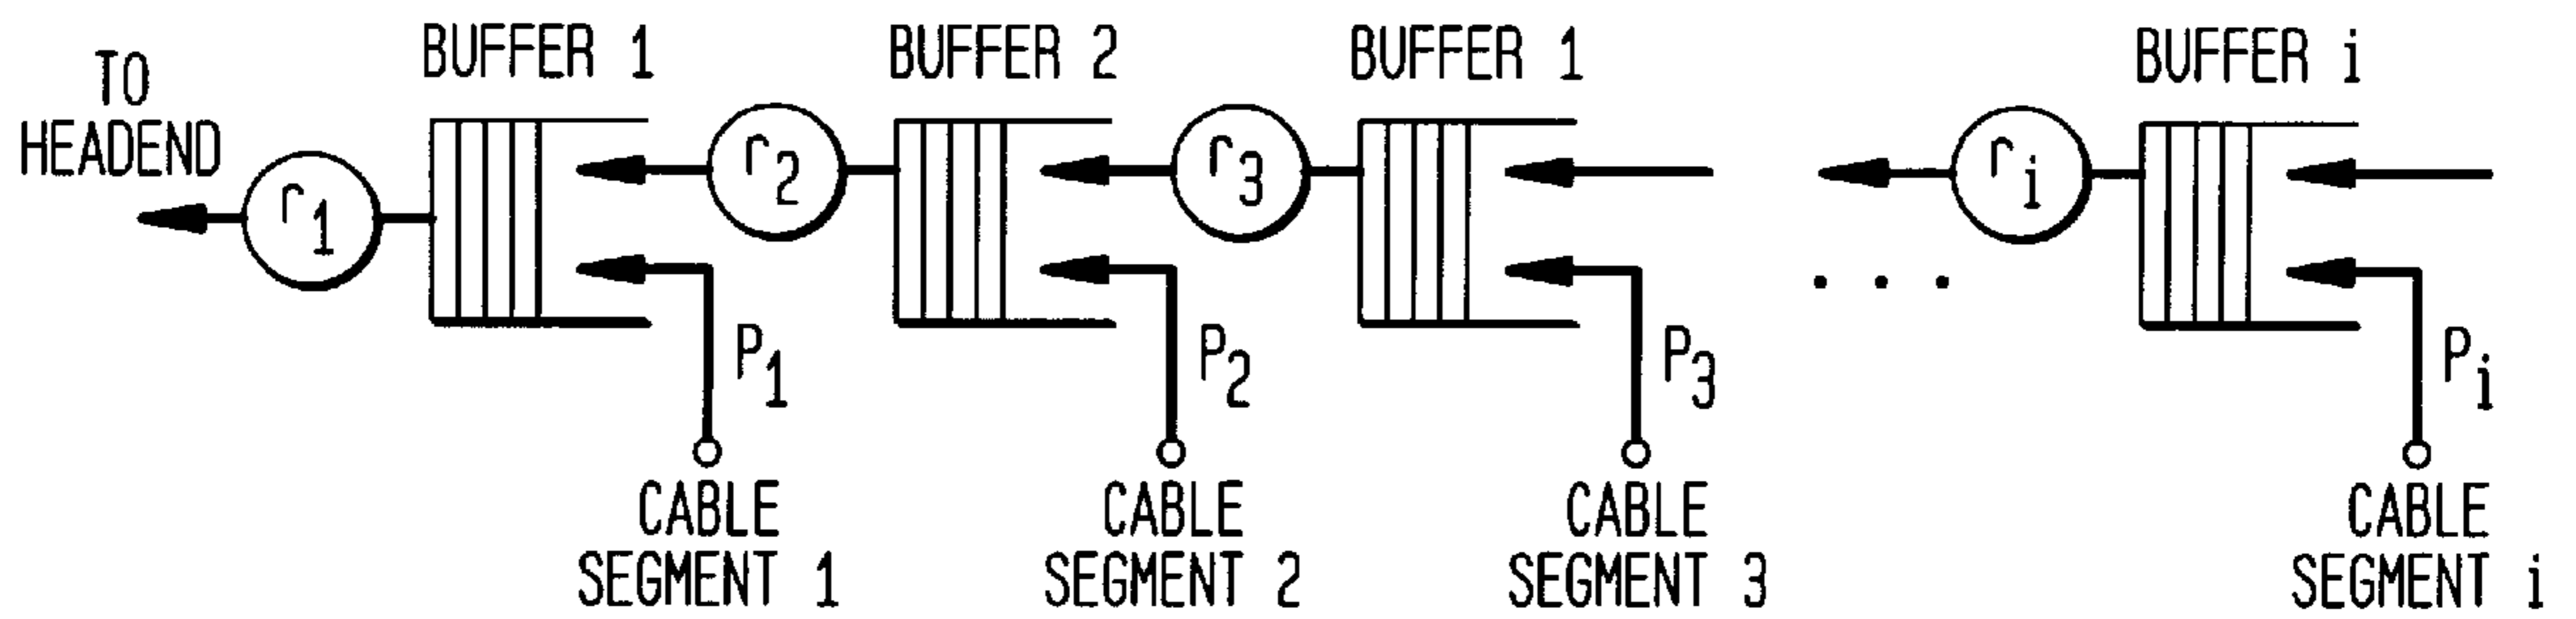 TO
HEADEND
BUFFER 1
BUFFER 2
BUFFER 1
BUFFER i
r1
r2
r3
ri
. . .
P1
P2
P3
Pi
CABLE
SEGMENT 1
CABLE
SEGMENT 2
CABLE
SEGMENT 3
CABLE
SEGMENT i